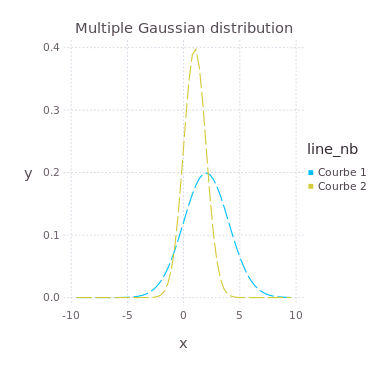 Multiple Gaussian distribution
0.4
0.3
0.2
0.1
0.0
y
-10 -5 0 5 10
x
line_nb
Courbe 1
Courbe 2